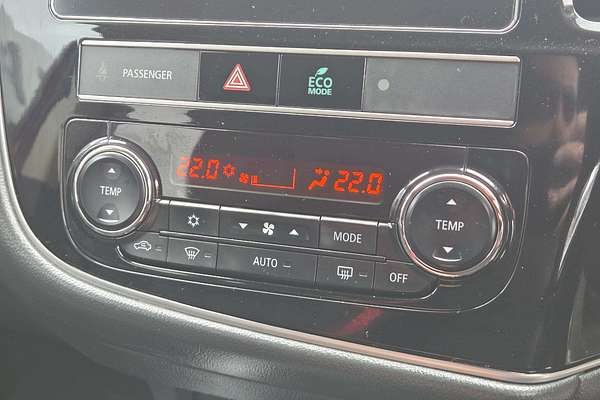 PASSENGER
ECO
MODE
22.0 22.0
TEMP
TEMP
MODE
AUTO
OFF